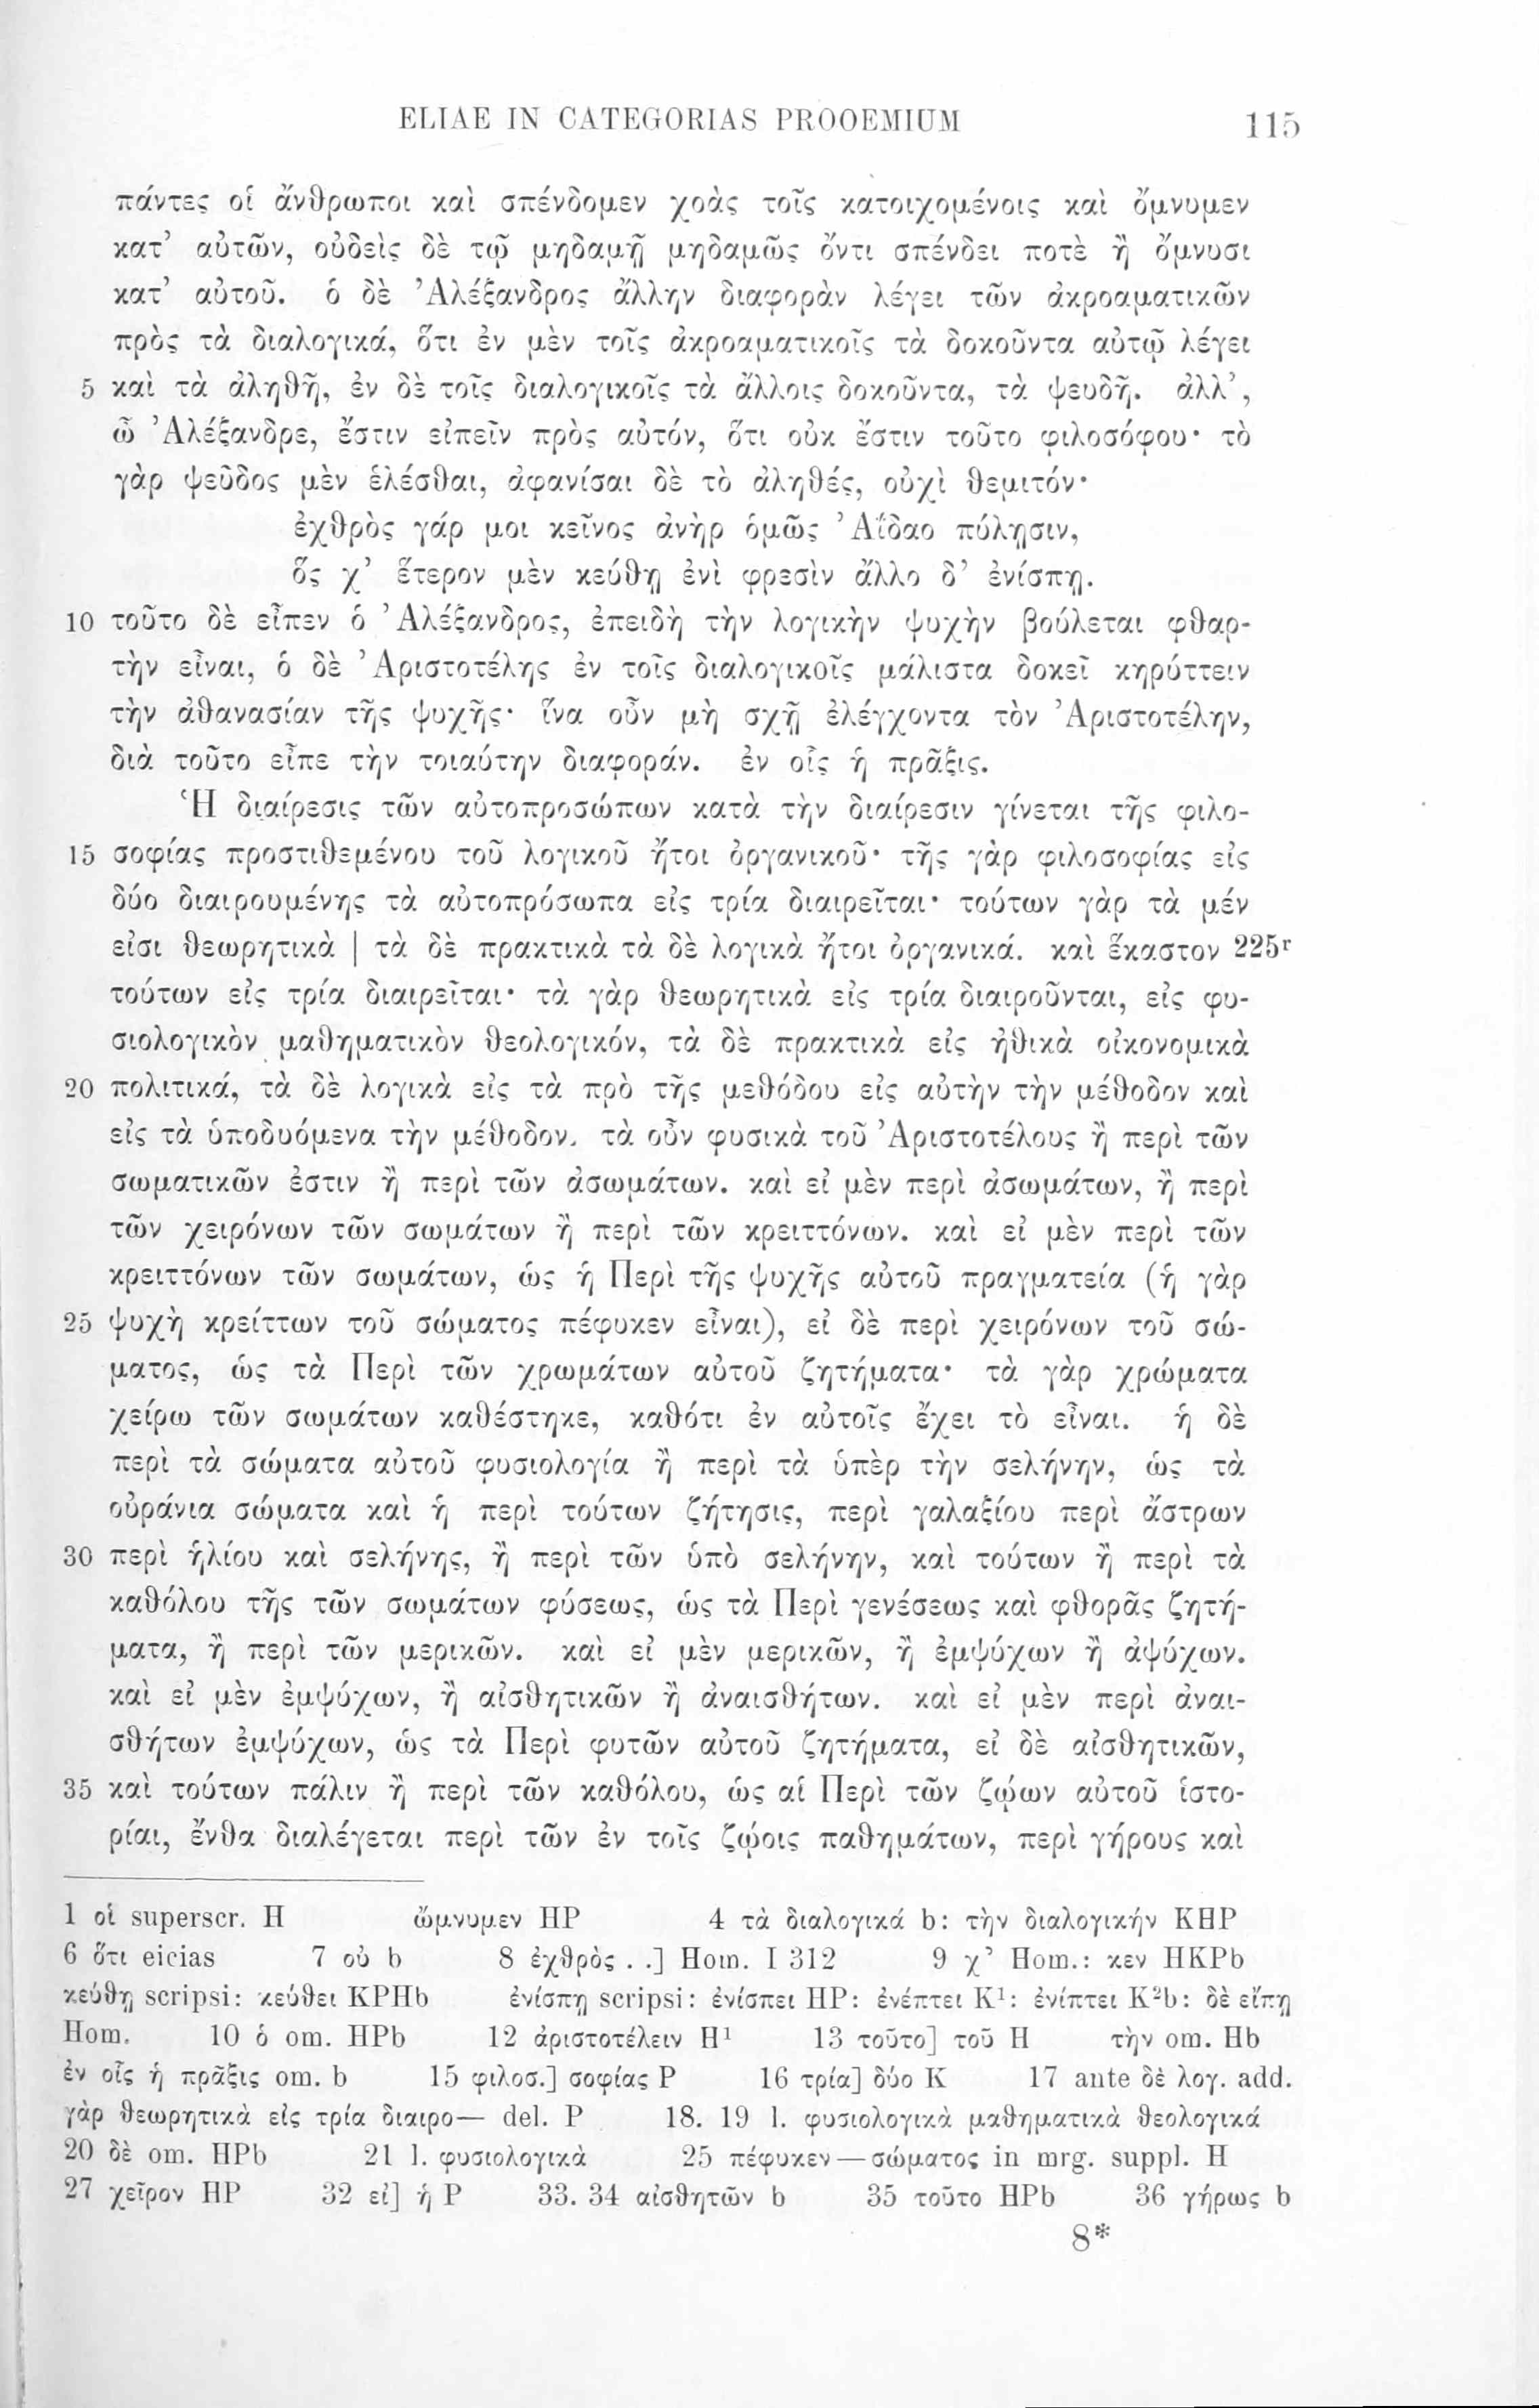 ELIAE IN CATEGORIAS PROOEMIUM 115
πάντες οἱ ἄνθρωποι καὶ σπένδομεν χοὰς τοῖς κατοιχομένοις καὶ ὄμνυμεν
κατ’ αὐτῶν, οὐδεὶς δὲ τῷ μηδαμῇ μηδαμῶς ὄντι σπένδει ποτὲ ἢ ὄμνυσι
κατ’ αὐτοῦ. ὁ δὲ Ἀλέξανδρος ἄλλην διαφορὰν λέγει τῶν ἀκροαματικῶν
πρὸς τὰ διαλογικά, ὅτι ἐν μὲν τοῖς ἀκροαματικοῖς τὰ δοκοῦντα αὐτῷ λέγει
5 καὶ τὰ ἀληθῆ, ἐν δὲ τοῖς διαλογικοῖς τὰ ἄλλοις δοκοῦντα, τὰ ψευδῆ. ἀλλ’,
ὦ Ἀλέξανδρε, ἔστιν εἰπεῖν πρὸς αὐτόν, ὅτι οὐκ ἔστιν τοῦτο φιλοσόφου· τὸ
γὰρ ψεῦδος μὲν ἑλέσθαι, ἀφανίσαι δὲ τὸ ἀληθές, οὐχὶ θεμιτόν·
ἐχθρὸς γάρ μοι κεῖνος ἀνὴρ ὁμῶς Ἀΐδαο πύλῃσιν,
ὅς χ’ ἕτερον μὲν κεύθῃ ἐνὶ φρεσὶν ἄλλο δ’ ἐνίσπῃ.
10 τοῦτο δὲ εἶπεν ὁ Ἀλέξανδρος, ἐπειδὴ τὴν λογικὴν ψυχὴν βούλεται φθαρ-
τὴν εἶναι, ὁ δὲ Ἀριστοτέλης ἐν τοῖς διαλογικοῖς μάλιστα δοκεῖ κηρύττειν
τὴν ἀθανασίαν τῆς ψυχῆς· ἵνα οὖν μὴ σχῇ ἐλέγχοντα τὸν Ἀριστοτέλην,
διὰ τοῦτο εἶπε τὴν τοιαύτην διαφοράν. ἐν οἷς ἡ πρᾶξις.
Ἡ διαίρεσις τῶν αὐτοπροσώπων κατὰ τὴν διαίρεσιν γίνεται τῆς φιλο-
15 σοφίας προστιθεμένου τοῦ λογικοῦ ἤτοι ὀργανικοῦ· τῆς γὰρ φιλοσοφίας εἰς
δύο διαιρουμένης τὰ αὐτοπρόσωπα εἰς τρία διαιρεῖται· τούτων γὰρ τὰ μέν
εἰσι θεωρητικὰ | τὰ δὲ πρακτικὰ τὰ δὲ λογικὰ ἤτοι ὀργανικά. καὶ ἕκαστον 225ʳ
τούτων εἰς τρία διαιρεῖται· τὰ γὰρ θεωρητικὰ εἰς τρία διαιροῦνται, εἰς φυ-
σιολογικὸν μαθηματικὸν θεολογικόν, τὰ δὲ πρακτικὰ εἰς ἠθικὰ οἰκονομικὰ
20 πολιτικά, τὰ δὲ λογικὰ εἰς τὰ πρὸ τῆς μεθόδου εἰς αὐτὴν τὴν μέθοδον καὶ
εἰς τὰ ὑποδυόμενα τὴν μέθοδον. τὰ οὖν φυσικὰ τοῦ Ἀριστοτέλους ἢ περὶ τῶν
σωματικῶν ἐστιν ἢ περὶ τῶν ἀσωμάτων. καὶ εἰ μὲν περὶ ἀσωμάτων, ἢ περὶ
τῶν χειρόνων τῶν σωμάτων ἢ περὶ τῶν κρειττόνων. καὶ εἰ μὲν περὶ τῶν
κρειττόνων τῶν σωμάτων, ὡς ἡ Περὶ τῆς ψυχῆς αὐτοῦ πραγματεία (ἡ γὰρ
25 ψυχὴ κρείττων τοῦ σώματος πέφυκεν εἶναι), εἰ δὲ περὶ χειρόνων τοῦ σώ-
ματος, ὡς τὰ Περὶ τῶν χρωμάτων αὐτοῦ ζητήματα· τὰ γὰρ χρώματα
χείρω τῶν σωμάτων καθέστηκε, καθότι ἐν αὐτοῖς ἔχει τὸ εἶναι. ἡ δὲ
περὶ τὰ σώματα αὐτοῦ φυσιολογία ἢ περὶ τὰ ὑπὲρ τὴν σελήνην, ὡς τὰ
οὐράνια σώματα καὶ ἡ περὶ τούτων ζήτησις, περὶ γαλαξίου περὶ ἄστρων
30 περὶ ἡλίου καὶ σελήνης, ἢ περὶ τῶν ὑπὸ σελήνην, καὶ τούτων ἢ περὶ τὰ
καθόλου τῆς τῶν σωμάτων φύσεως, ὡς τὰ Περὶ γενέσεως καὶ φθορᾶς ζητή-
ματα, ἢ περὶ τῶν μερικῶν. καὶ εἰ μὲν μερικῶν, ἢ ἐμψύχων ἢ ἀψύχων.
καὶ εἰ μὲν ἐμψύχων, ἢ αἰσθητικῶν ἢ ἀναισθήτων. καὶ εἰ μὲν περὶ ἀναι-
σθήτων ἐμψύχων, ὡς τὰ Περὶ φυτῶν αὐτοῦ ζητήματα, εἰ δὲ αἰσθητικῶν,
35 καὶ τούτων πάλιν ἢ περὶ τῶν καθόλου, ὡς αἱ Περὶ τῶν ζῴων αὐτοῦ ἱστο-
ρίαι, ἔνθα διαλέγεται περὶ τῶν ἐν τοῖς ζῴοις παθημάτων, περὶ γήρους καὶ
1 οἱ superscr. H ὤμνυμεν HP 4 τὰ διαλογικά b: τὴν διαλογικήν KHP
6 ὅτι eicias 7 οὐ b 8 ἐχθρὸς . .] Hom. I 312 9 χ’ Hom.: κεν HKPb
κεύθῃ scripsi: κεύθει KPHb ἐνίσπῃ scripsi: ἐνίσπει HP: ἐνέπτει K¹: ἐνίπτει K²b: δὲ εἴπῃ
Hom. 10 ὁ om. HPb 12 ἀριστοτέλειν H¹ 13 τοῦτο] τοῦ H τὴν om. Hb
ἐν οἷς ἡ πρᾶξις om. b 15 φιλοσ.] σοφίας P 16 τρία] δύο K 17 ante δὲ λογ. add.
γὰρ θεωρητικὰ εἰς τρία διαιρο— del. P 18. 19 l. φυσιολογικὰ μαθηματικὰ θεολογικά
20 δὲ om. HPb 21 l. φυσιολογικὰ 25 πέφυκεν — σώματος in mrg. suppl. H
27 χεῖρον HP 32 εἰ] ἡ P 33. 34 αἰσθητῶν b 35 τοῦτο HPb 36 γήρως b
8*